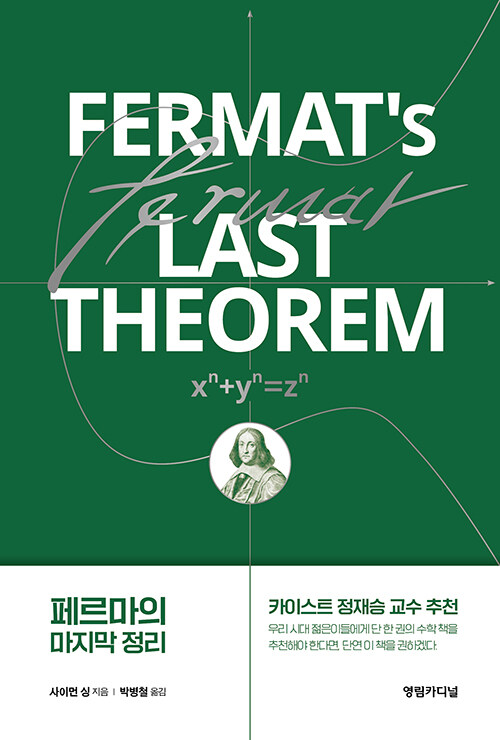 FERMAT's
fermat
LAST
THEOREM
xⁿ+yⁿ=zⁿ
페르마의
마지막 정리
사이먼 싱 지음 | 박병철 옮김
카이스트 정재승 교수 추천
우리 시대 젊은이들에게 단 한 권의 수학 책을
추천해야 한다면, 단연 이 책을 권하겠다.
영림카디널